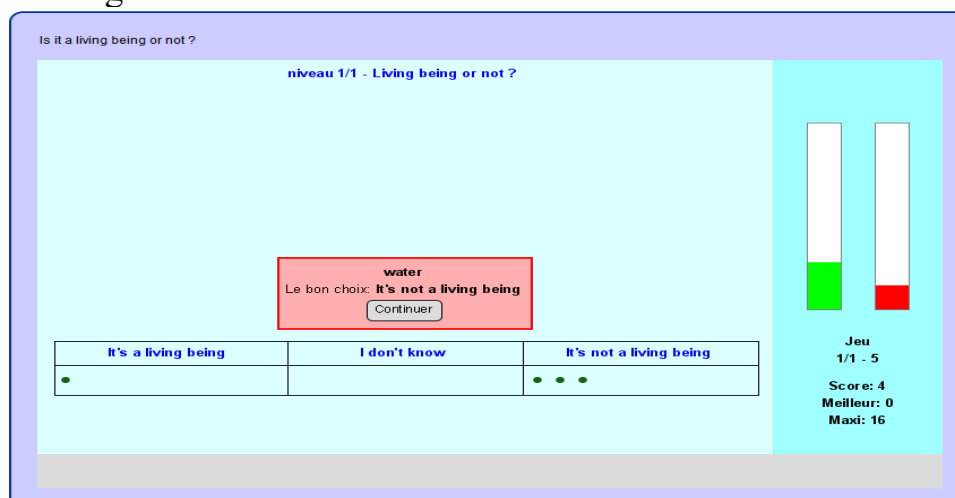 Is it a living being or not ?
niveau 1/1 - Living being or not ?
water
Le bon choix: It's not a living being
Continuer
It's a living being
I don't know
It's not a living being
Jeu
1/1 - 5
Score: 4
Meilleur: 0
Maxi: 16